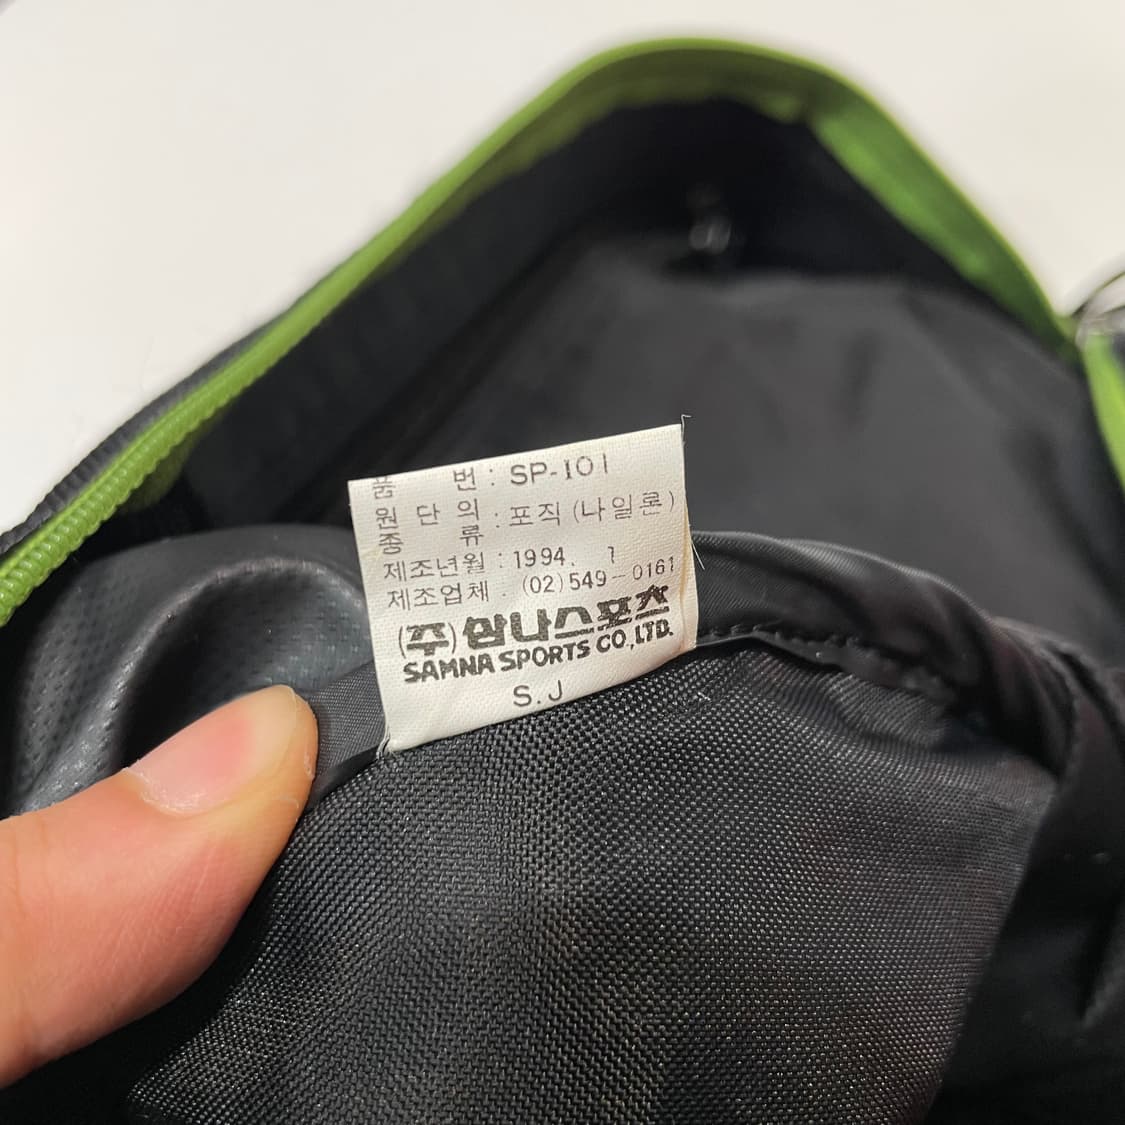 품 번 : SP-101
원 단 의 : 포직 (나일론)
종 류
제조년월 : 1994. 1
제조업체 : (02) 549-0161
(주) 삼나스포츠
SAMNA SPORTS CO., LTD.
S.J